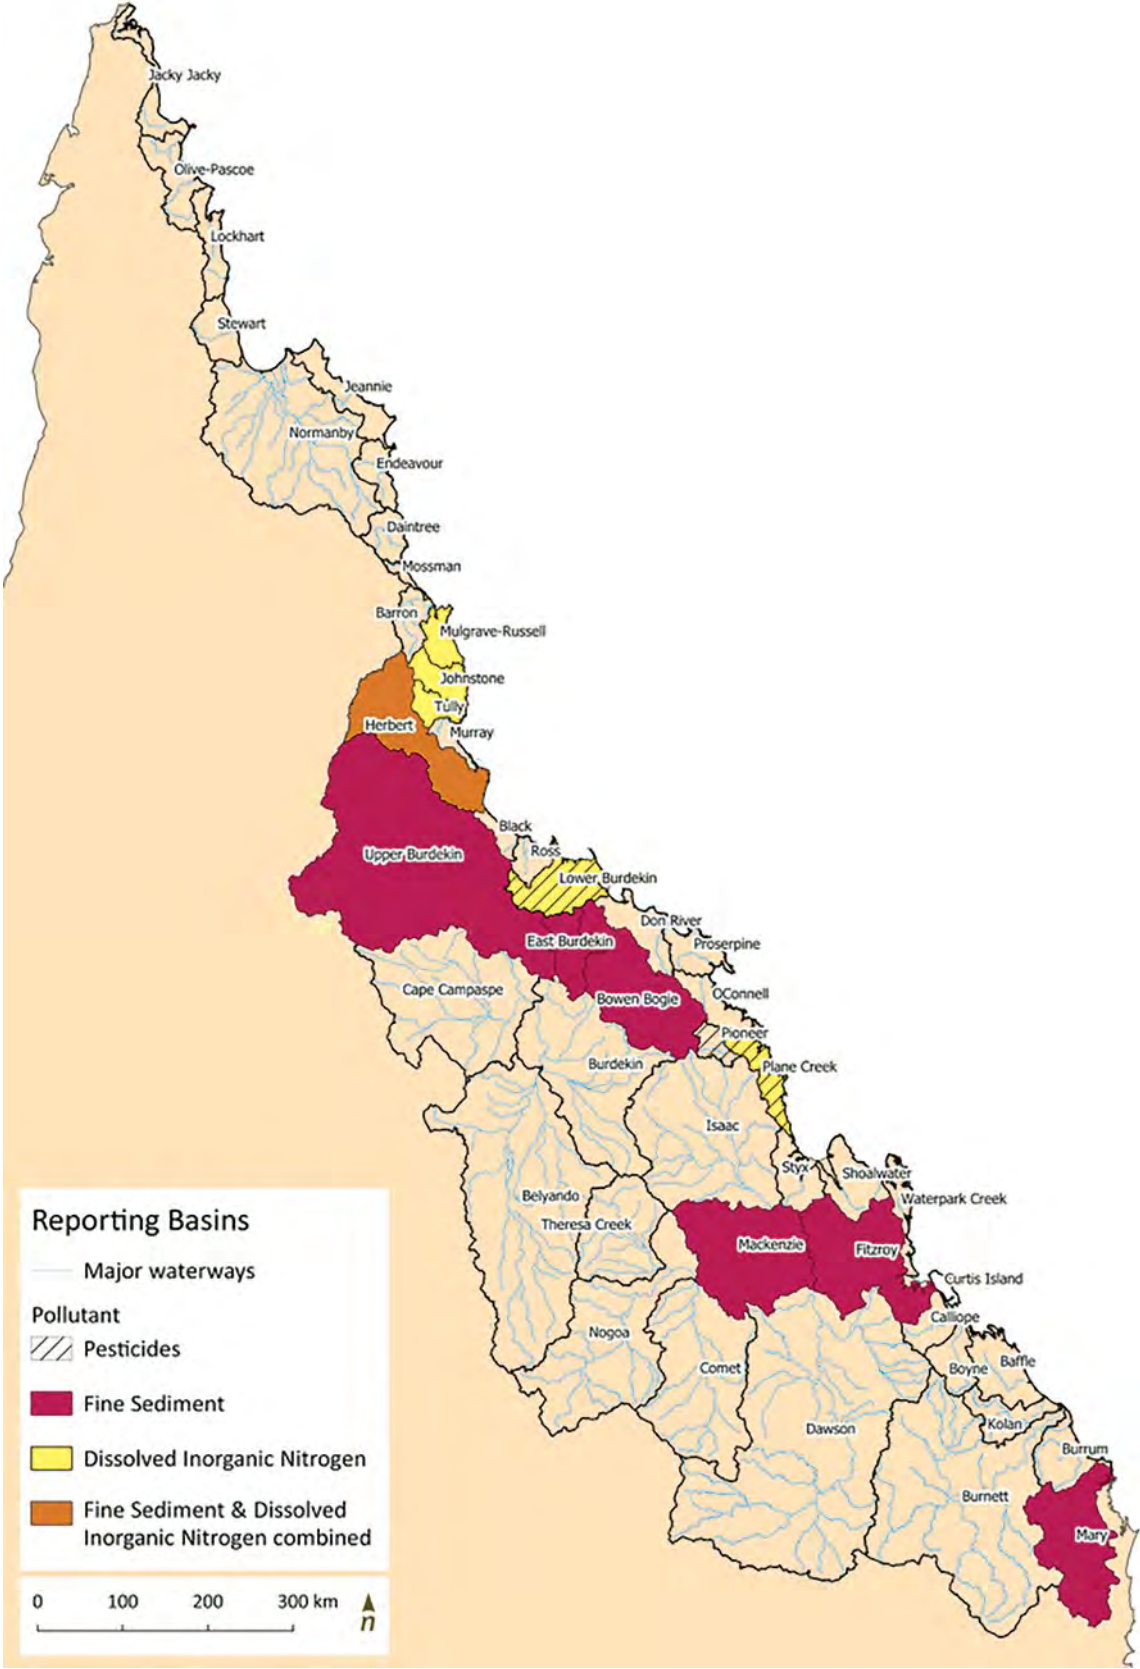 Jacky Jacky
Olive-Pascoe
Lockhart
Stewart
Jeannie
Normanby
Endeavour
Daintree
Mossman
Barron
Mulgrave-Russell
Johnstone
Tully
Herbert
Murray
Black
Ross
Upper Burdekin
Lower Burdekin
Don River
East Burdekin
Proserpine
Cape Campaspe
Bowen Bogie
OConnell
Pioneer
Burdekin
Plane Creek
Isaac
Styx
Shoalwater
Belyando
Waterpark Creek
Theresa Creek
Mackenzie
Fitzroy
Curtis Island
Calliope
Nogoa
Comet
Boyne
Baffle
Dawson
Kolan
Burrum
Burnett
Mary
Reporting Basins
Major waterways
Pollutant
Pesticides
Fine Sediment
Dissolved Inorganic Nitrogen
Fine Sediment & Dissolved
Inorganic Nitrogen combined
0 100 200 300 km
n